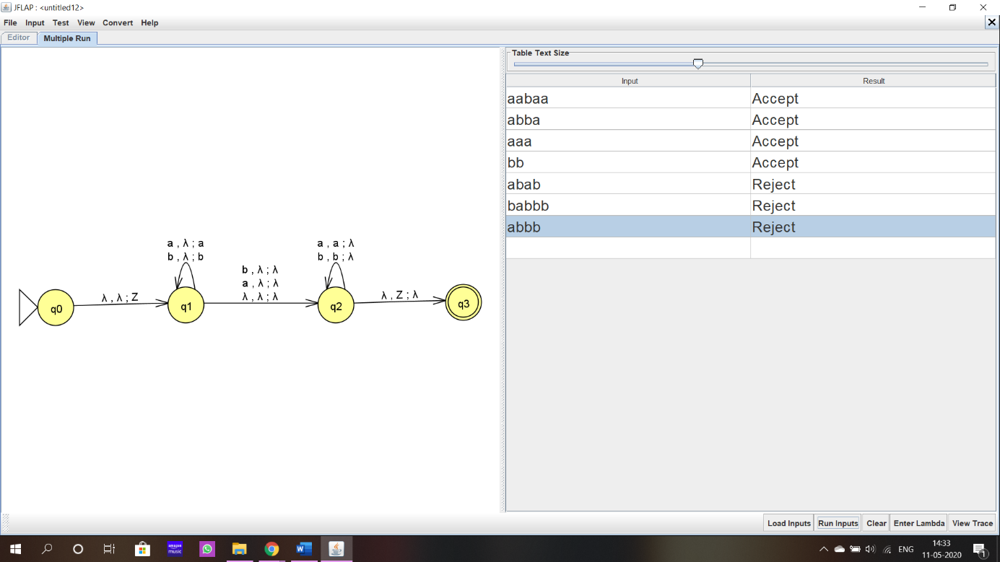 JFLAP : <untitled12>
File Input Test View Convert Help
Editor Multiple Run
Table Text Size
Input Result
aabaa Accept
abba Accept
aaa Accept
bb Accept
abab Reject
babbb Reject
abbb Reject
a , λ ; a
b , λ ; b
a , a ; λ
b , b ; λ
b , λ ; λ
a , λ ; λ
λ , λ ; λ
λ , λ ; Z
λ , Z ; λ
q0
q1
q2
q3
Load Inputs Run Inputs Clear Enter Lambda View Trace
amazon
music
W
ENG
14:33
11-05-2020
1